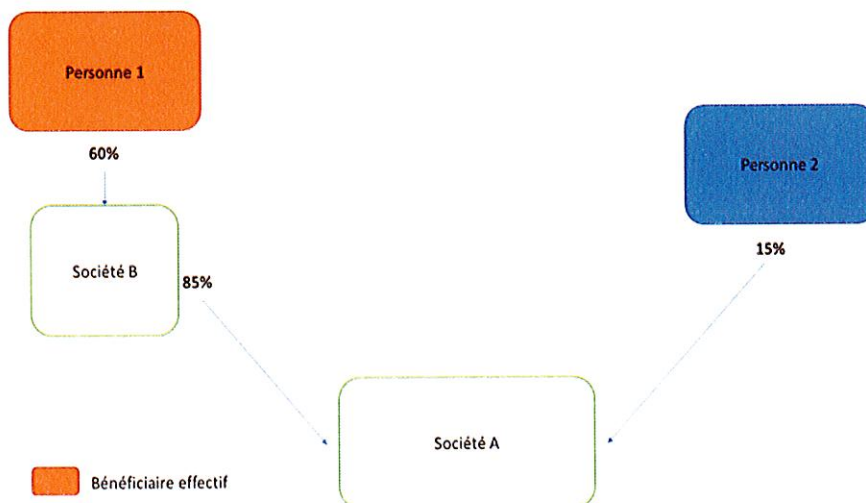 Personne 1
60%
Personne 2
Société B
85%
15%
Société A
Bénéficiaire effectif